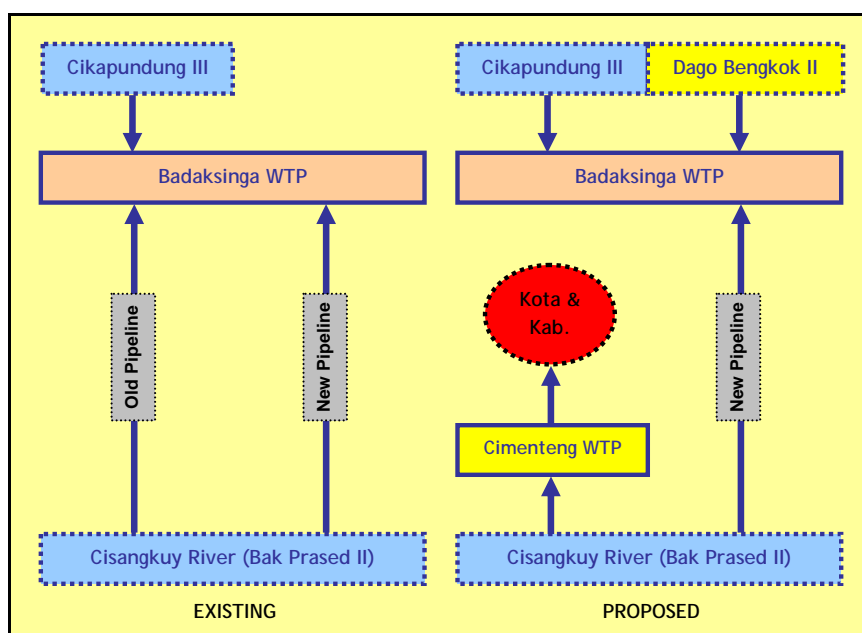 Cikapundung III
Badaksinga WTP
Old Pipeline
New Pipeline
Cisangkuy River (Bak Prased II)
EXISTING
Cikapundung III
Dago Bengkok II
Badaksinga WTP
Kota &
Kab.
New Pipeline
Cimenteng WTP
Cisangkuy River (Bak Prased II)
PROPOSED